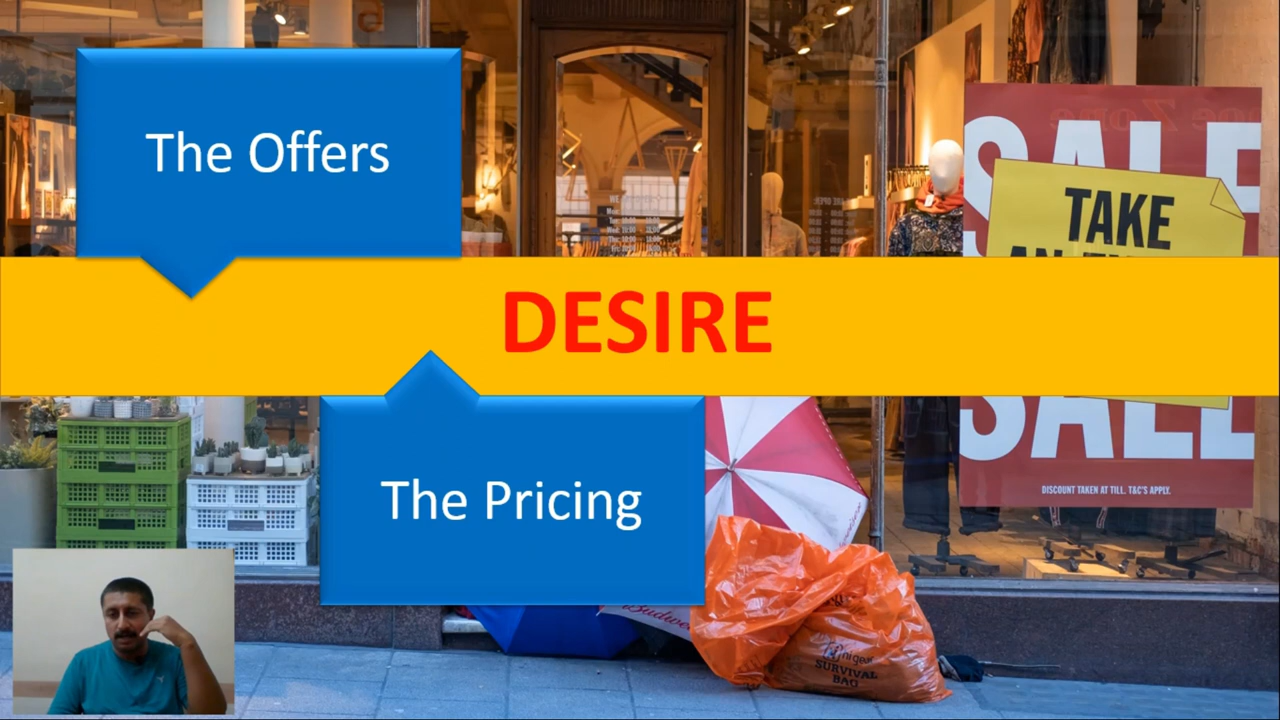 The Offers
SALE
TAKE
DESIRE
The Pricing
SALE
DISCOUNT TAKEN AT TILL. T&C'S APPLY.
SURVIVAL
BAG